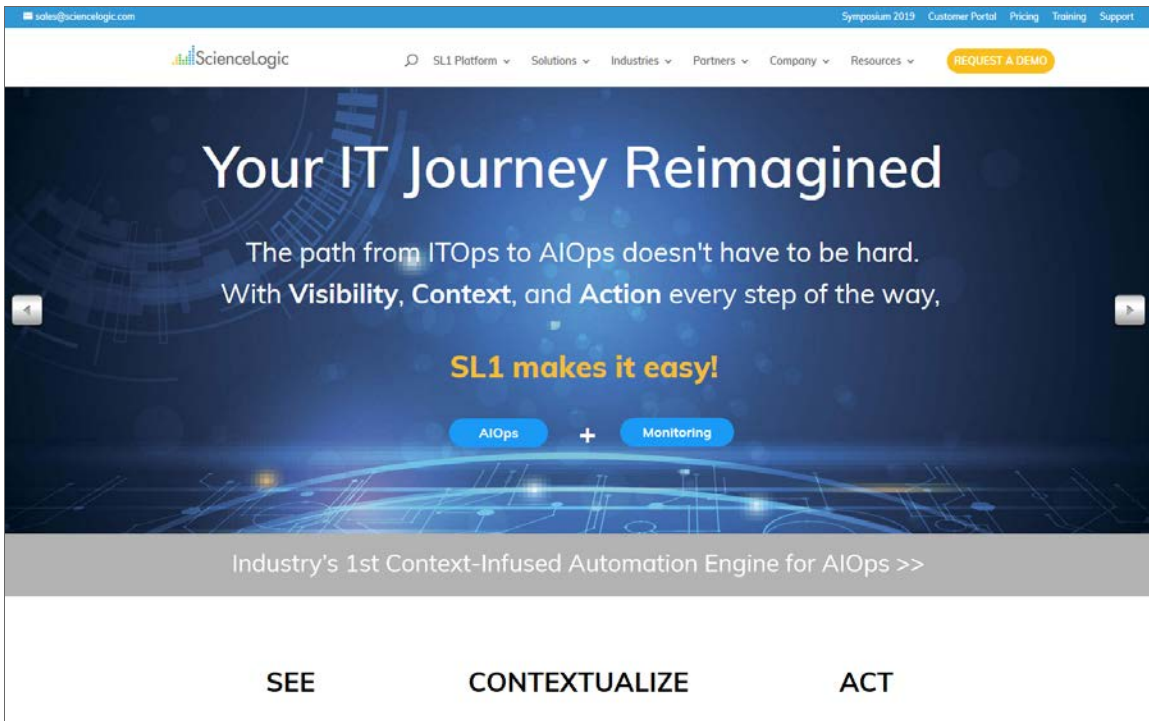 sales@sciencelogic.com Symposium 2019 Customer Portal Pricing Training Support
ScienceLogic SL1 Platform Solutions Industries Partners Company Resources REQUEST A DEMO
Your IT Journey Reimagined
The path from ITOps to AIOps doesn't have to be hard.
With Visibility, Context, and Action every step of the way,
SL1 makes it easy!
AIOps + Monitoring
Industry's 1st Context-Infused Automation Engine for AIOps >>
SEE CONTEXTUALIZE ACT